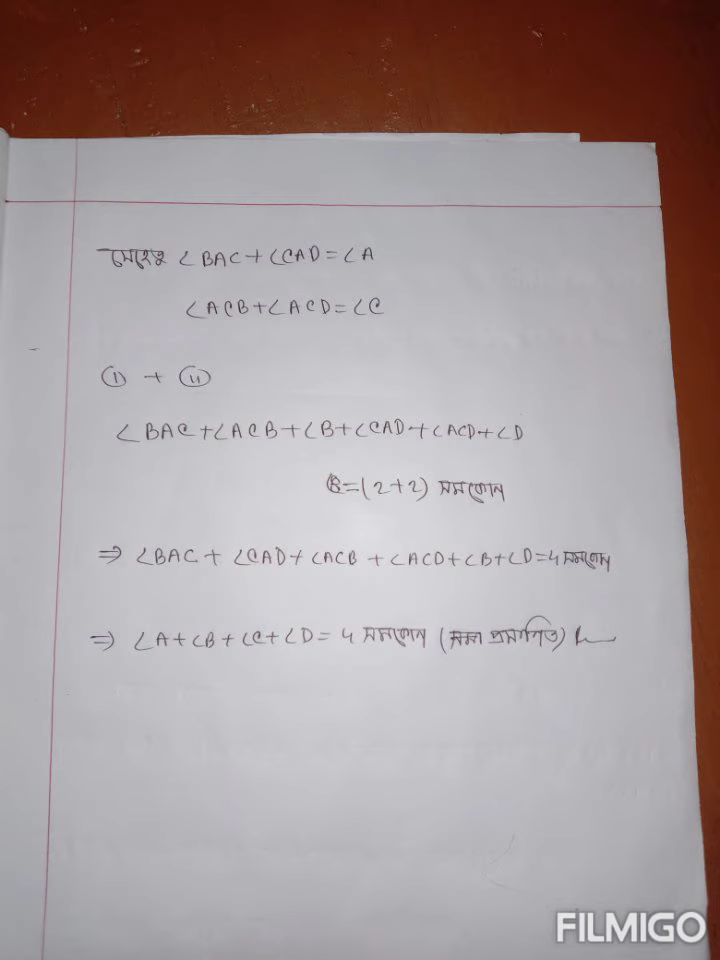 যেহেতু ∠BAC+∠CAD=∠A
∠ACB+∠ACD=∠C
(i) + (ii)
∠BAC+∠ACB+∠B+∠CAD+∠ACD+∠D
=(2+2) সমকোণ
⇒ ∠BAC+ ∠CAD+∠ACB +∠ACD+∠B+∠D=4 সমকোণ
⇒ ∠A+∠B+∠C+∠D= 4 সমকোণ (প্রমাণিত)
FILMIGO